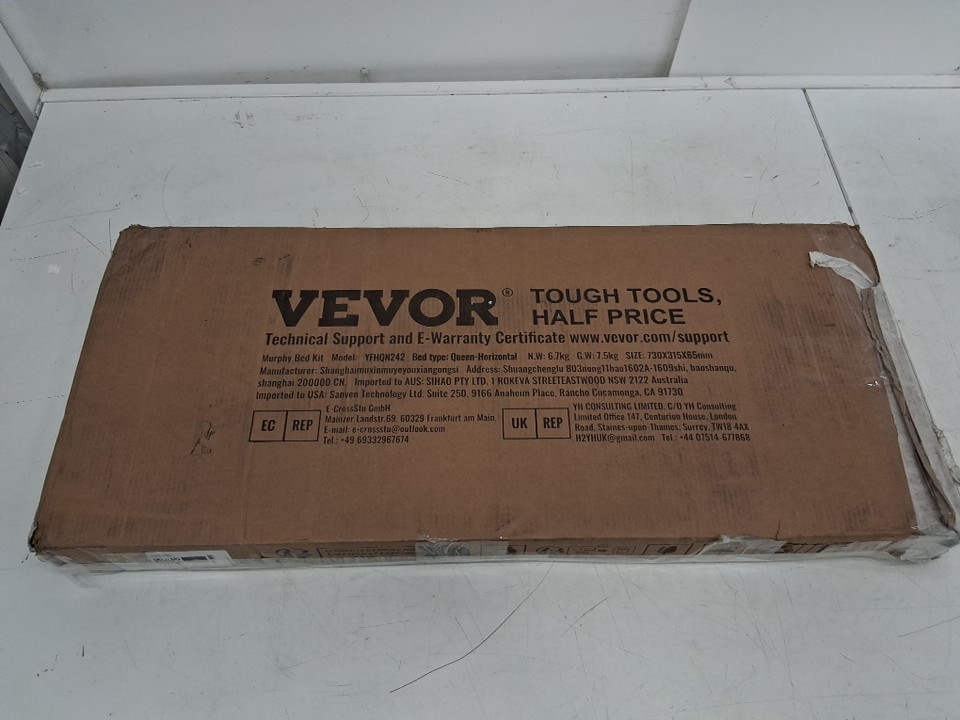 VEVOR® TOUGH TOOLS,
HALF PRICE
Technical Support and E-Warranty Certificate www.vevor.com/support
Murphy Bed Kit Model: YFHQN242 Bed type: Queen-Horizontal N.W: 6.7kg G.W: 7.5kg SIZE: 730X315X65mm
Manufacturer: Shanghaimuxinmuyeyouxiangongsi Address: Shuangchenglu 803nong11hao1602A-1609shi, baoshanqu,
shanghai 200000 CN. Imported to AUS: SIHAO PTY LTD. 1 ROKEVA STREETEASTWOOD NSW 2122 Australia
Imported to USA: Sanven Technology Ltd. Suite 250, 9166 Anaheim Place, Rancho Cucamonga, CA 91730
EC REP
E-CrossStu GmbH
Mainzer Landstr.69, 60329 Frankfurt am Main.
E-mail: e-crossstu@outlook.com
Tel.: +49 69332967674
UK REP
YH CONSULTING LIMITED. C/O YH Consulting
Limited Office 147, Centurion House, London
Road, Staines-upon-Thames, Surrey, TW18 4AX
H2YHUK@gmail.com Tel.: +44 07514-677868